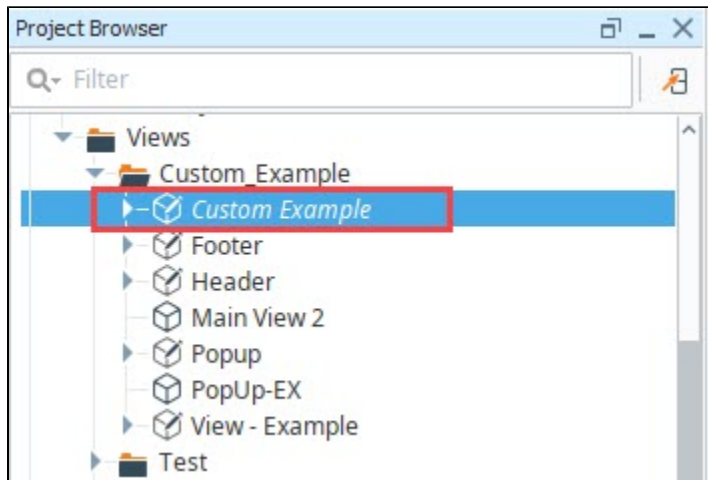 Project Browser
Filter
Views
Custom_Example
Custom Example
Footer
Header
Main View 2
Popup
PopUp-EX
View - Example
Test